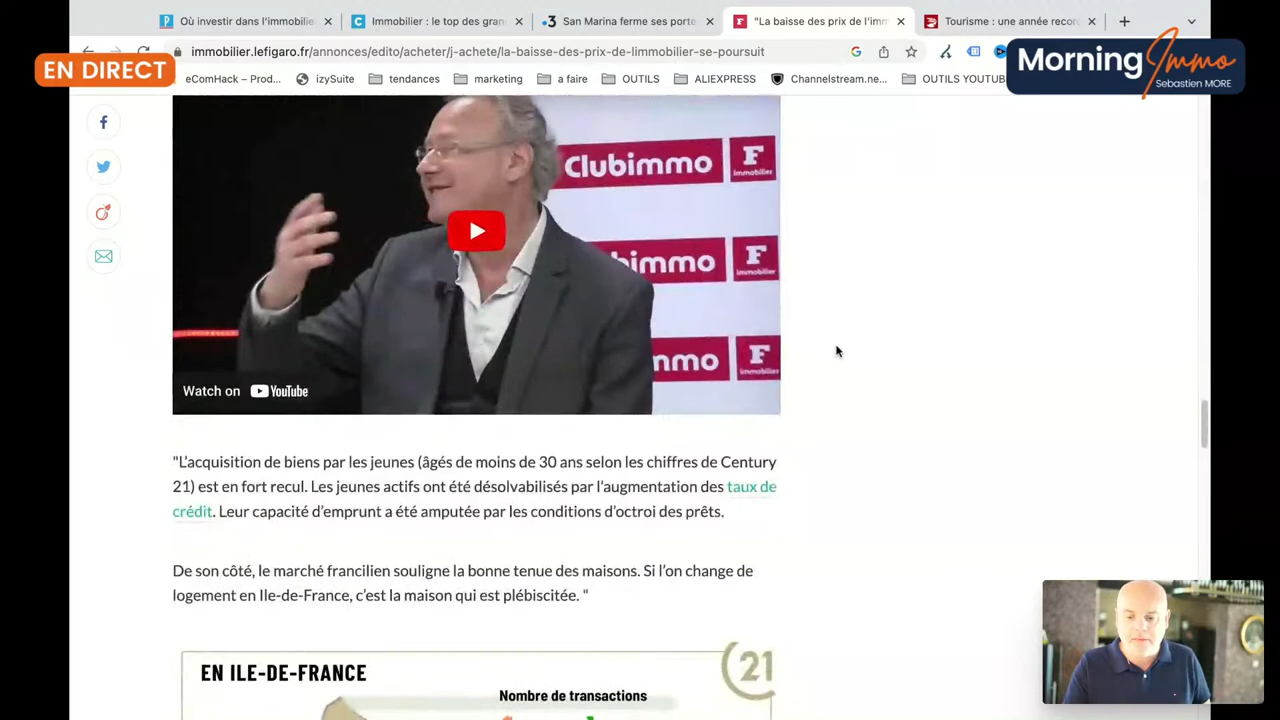 Où investir dans l'immobilie
Immobilier : le top des gran
San Marina ferme ses porte
"La baisse des prix de l'imm
Tourisme : une année recor
immobilier.lefigaro.fr/annonces/edito/acheter/j-achete/la-baisse-des-prix-de-limmobilier-se-poursuit
EN DIRECT
Morning Immo
Sebastien MORE
eComHack – Prod...
izySuite
tendances
marketing
a faire
OUTILS
ALIEXPRESS
Channelstream.ne...
OUTILS YOUTUB
Clubimmo
F
immobilier
bimmo
F
immobilier
mmo
F
immobilier
Watch on YouTube
"L'acquisition de biens par les jeunes (âgés de moins de 30 ans selon les chiffres de Century
21) est en fort recul. Les jeunes actifs ont été désolvabilisés par l'augmentation des taux de
crédit. Leur capacité d'emprunt a été amputée par les conditions d'octroi des prêts.
De son côté, le marché francilien souligne la bonne tenue des maisons. Si l'on change de
logement en Ile-de-France, c'est la maison qui est plébiscitée. "
EN ILE-DE-FRANCE
21
Nombre de transactions